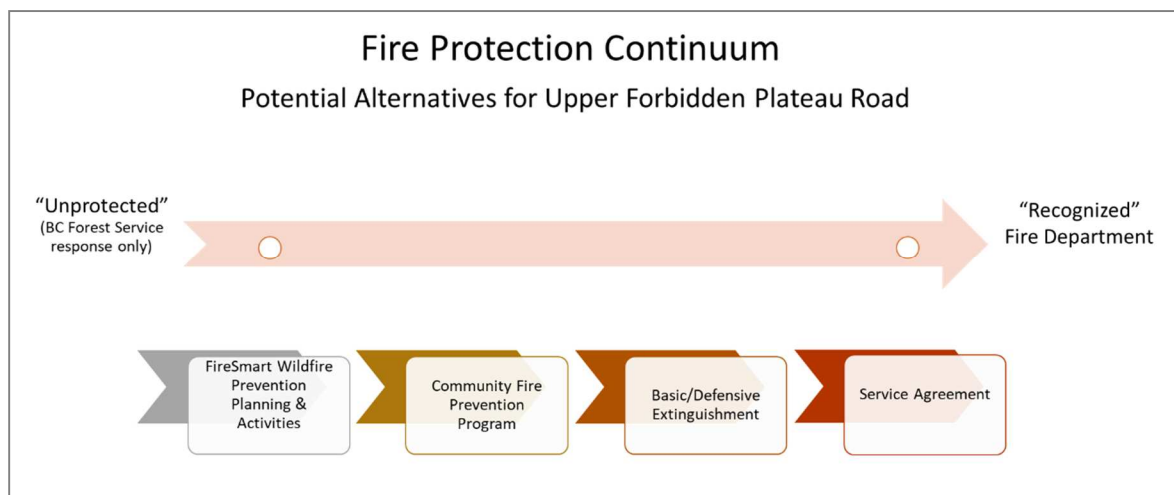 Fire Protection Continuum
Potential Alternatives for Upper Forbidden Plateau Road
“Unprotected”
(BC Forest Service
response only)
“Recognized”
Fire Department
FireSmart Wildfire
Prevention
Planning &
Activities
Community Fire
Prevention
Program
Basic/Defensive
Extinguishment
Service Agreement